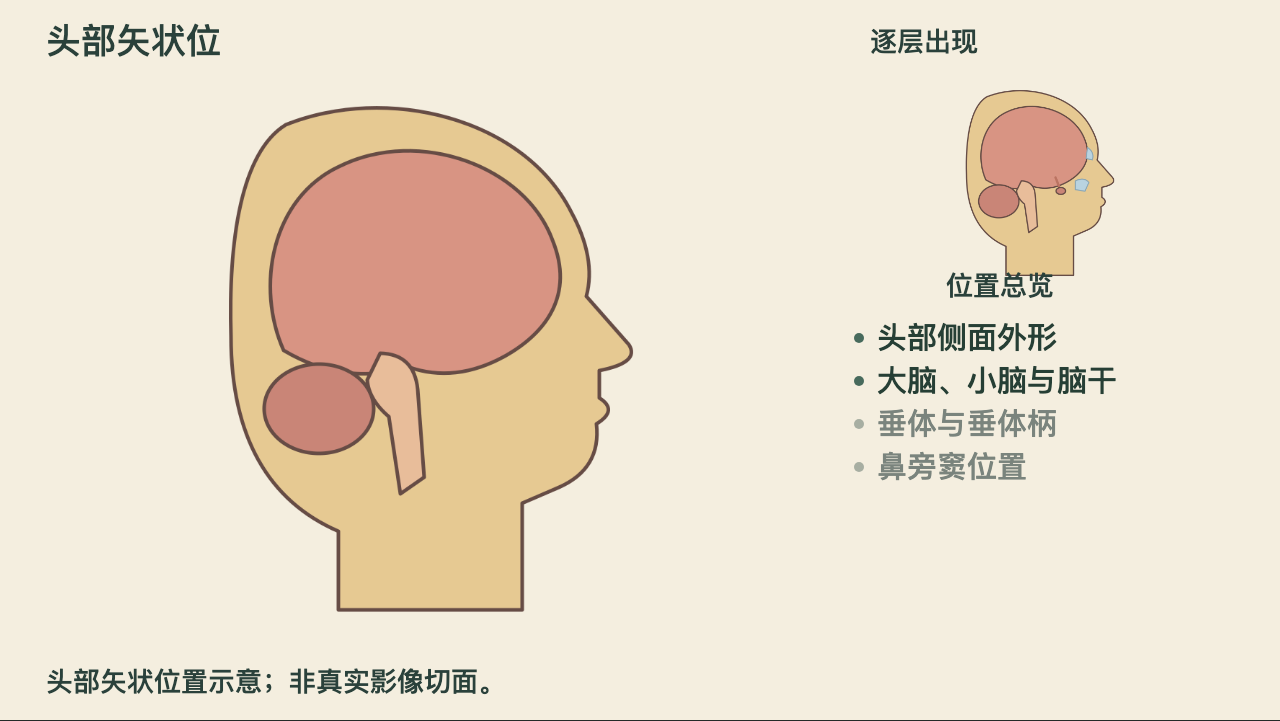 头部矢状位
逐层出现
位置总览
头部侧面外形
大脑、小脑与脑干
垂体与垂体柄
鼻旁窦位置
头部矢状位置示意；非真实影像切面。